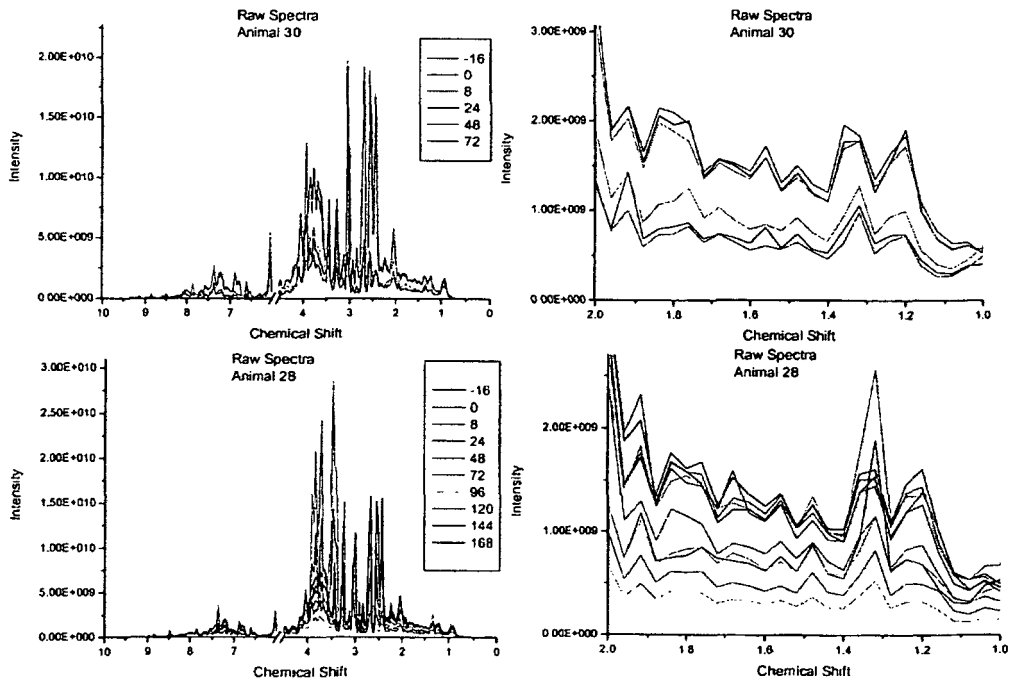 Raw Spectra
Animal 30
2.00E+010
1.50E+010
1.00E+010
5.00E+009
0.00E+000
Intensity
10 9 8 7 4 3 2 1 0
Chemical Shift
-16
0
8
24
48
72
Raw Spectra
Animal 30
3.00E+009
2.00E+009
1.00E+009
0.00E+000
Intensity
2.0 1.8 1.6 1.4 1.2 1.0
Chemical Shift
Raw Spectra
Animal 28
3.00E+010
2.50E+010
2.00E+010
1.50E+010
1.00E+010
5.00E+009
0.00E+000
Intensity
10 9 8 7 6 4 3 2 1 0
Chemical Shift
-16
0
8
24
48
72
96
120
144
168
Raw Spectra
Animal 28
2.00E+009
1.00E+009
0.00E+000
Intensity
2.0 1.8 1.6 1.4 1.2 1.0
Chemical Shift